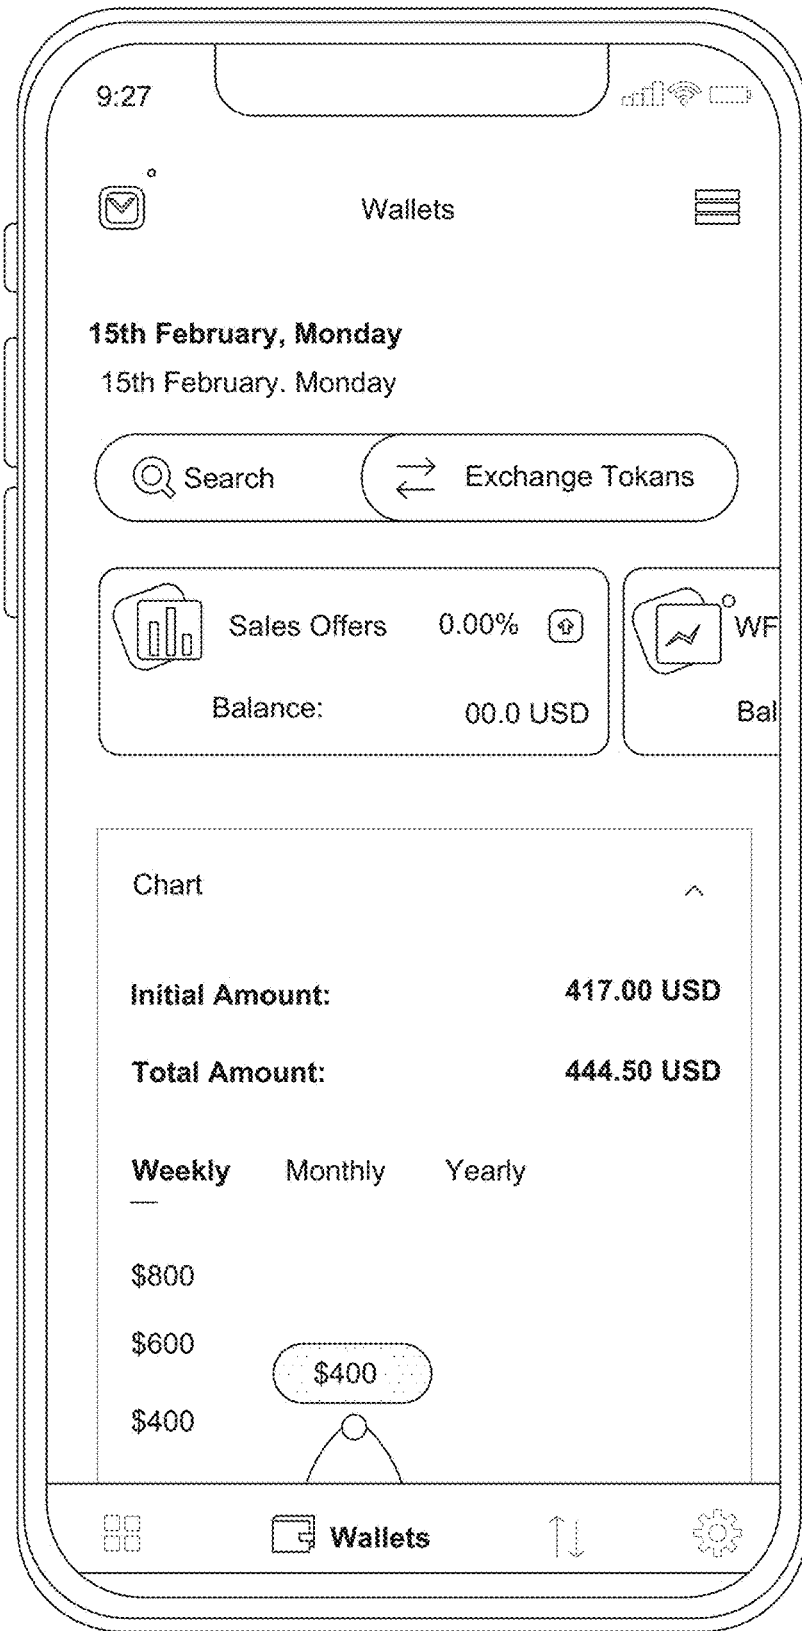 9:27
Wallets
15th February, Monday
15th February. Monday
Search
Exchange Tokans
Sales Offers 0.00%
Balance: 00.0 USD
WF
Bal
Chart
Initial Amount: 417.00 USD
Total Amount: 444.50 USD
Weekly Monthly Yearly
$800
$600
$400
$400
Wallets